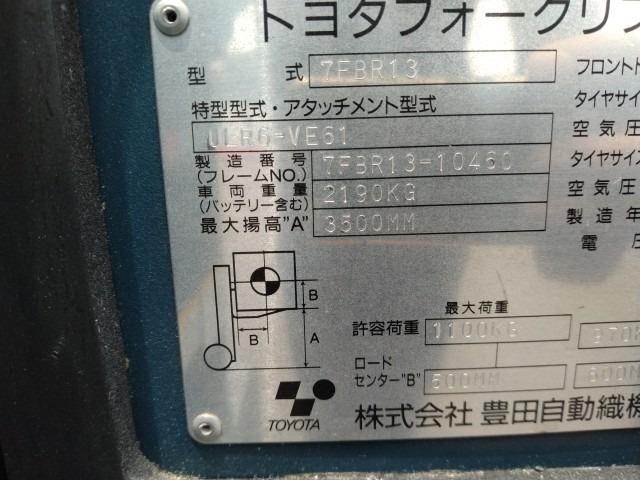 トヨタフォークリフ
型 式 7FBR13 フロント
特型型式・アタッチメント型式 タイヤサイ
ULR6-VE61 空気圧
製造番号 7FBR13-10460 タイヤサイズ
(フレームNO.)
車両重量 2190KG 空気圧
(バッテリー含む) 製造年
最大揚高"A" 3500MM 電圧
B
B A
最大荷重
許容荷重 1100KG 970
ロード
センター"B" 500MM 600
TOYOTA 株式会社 豊田自動織機